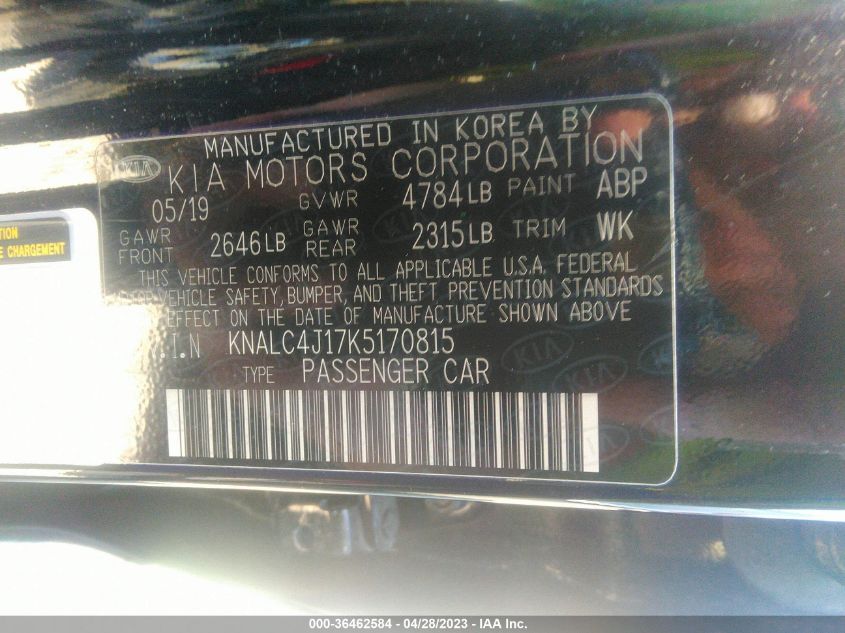 MANUFACTURED IN KOREA BY
KIA KIA MOTORS CORPORATION
05/19 GVWR 4784LB PAINT ABP
GAWR FRONT 2646LB GAWR REAR 2315LB TRIM WK
THIS VEHICLE CONFORMS TO ALL APPLICABLE U.S.A. FEDERAL
VEHICLE SAFETY, BUMPER, AND THEFT PREVENTION STANDARDS
EFFECT ON THE DATE OF MANUFACTURE SHOWN ABOVE
.I.N KNALC4J17K5170815
TYPE PASSENGER CAR
TION
E CHARGEMENT
000-36462584 - 04/28/2023 - IAA Inc.